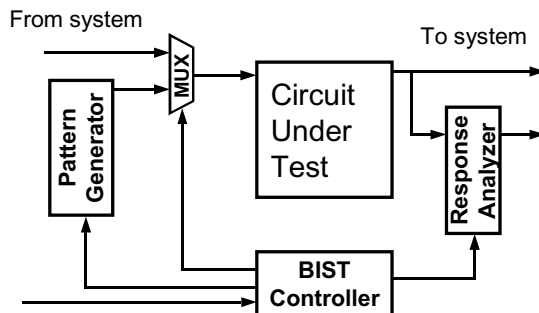 From system
To system
MUX
Pattern
Generator
Circuit
Under
Test
Response
Analyzer
BIST
Controller